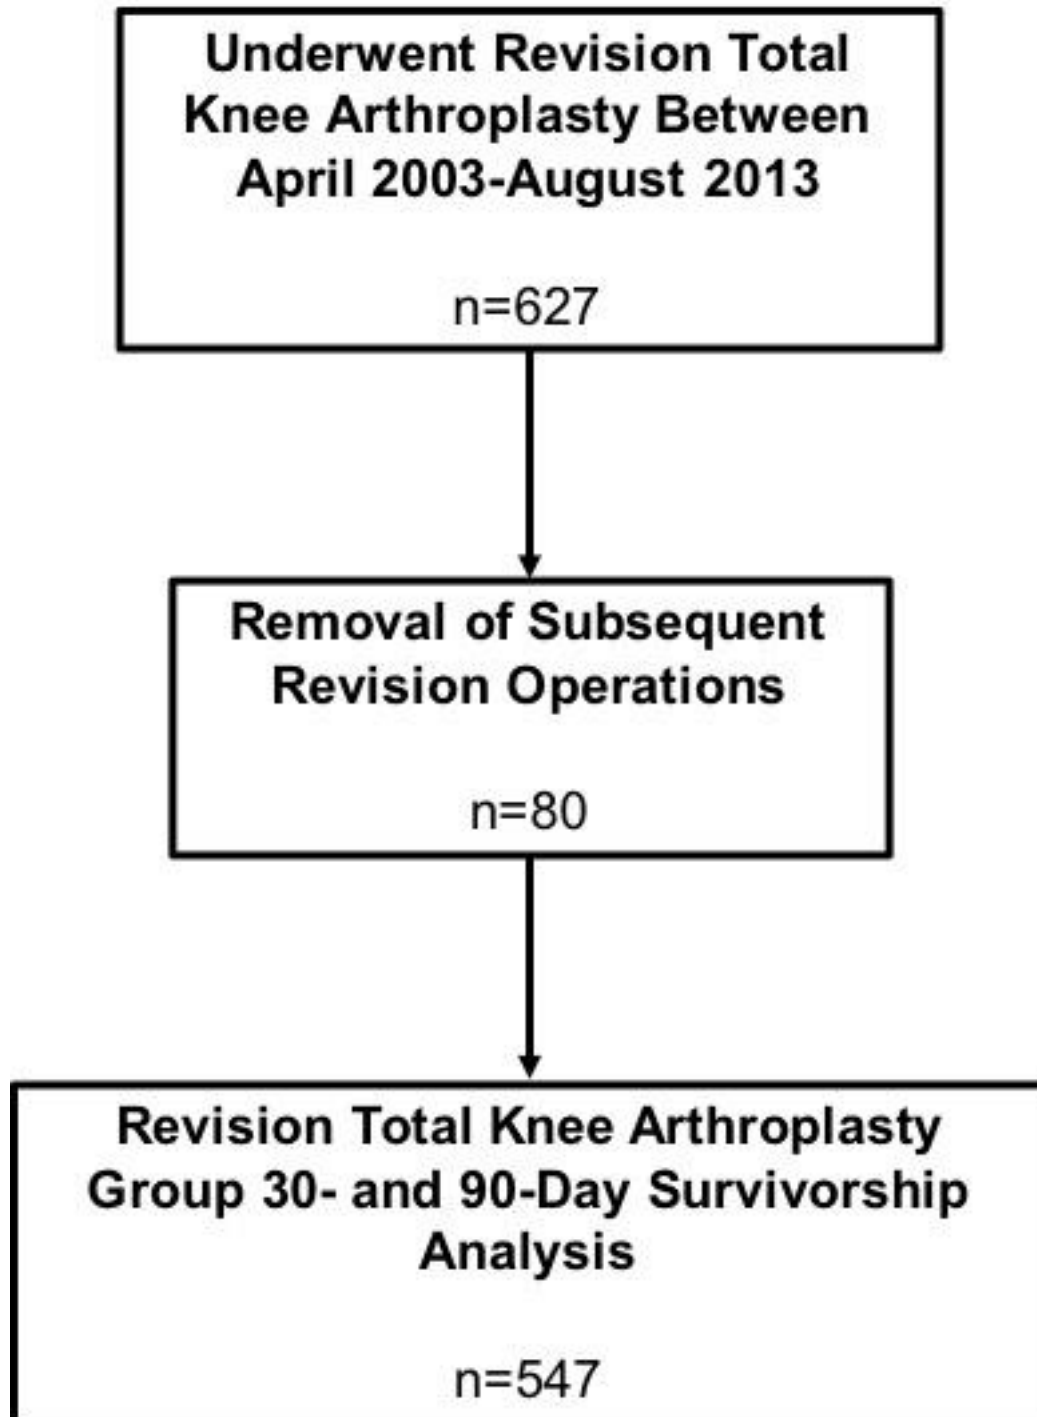 Underwent Revision Total
Knee Arthroplasty Between
April 2003-August 2013
n=627
Removal of Subsequent
Revision Operations
n=80
Revision Total Knee Arthroplasty
Group 30- and 90-Day Survivorship
Analysis
n=547